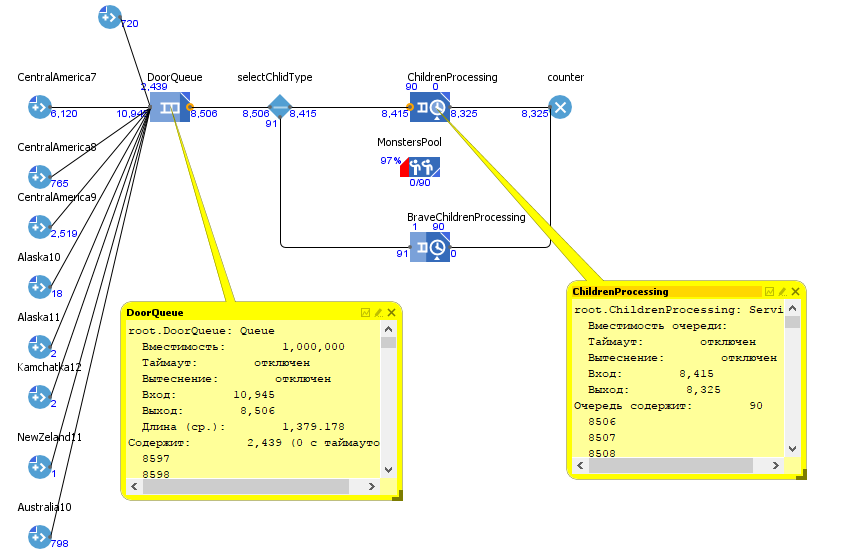 720
CentralAmerica7
DoorQueue
selectChlidType
ChildrenProcessing
counter
2,439
90
0
6,120
8,506
8,506
8,415
8,415
8,325
8,325
91
MonstersPool
CentralAmerica8
97%
765
0/90
CentralAmerica9
BraveChildrenProcessing
1
90
2,519
91
0
Alaska10
18
Alaska11
2
Kamchatka12
2
NewZeland11
1
Australia10
798
DoorQueue
root.DoorQueue: Queue
Вместимость: 1,000,000
Таймаут: отключен
Вытеснение: отключен
Вход: 10,945
Выход: 8,506
Длина (ср.): 1,379.178
Содержит: 2,439 (0 с таймауто
8597
8598
ChildrenProcessing
root.ChildrenProcessing: Servi
Вместимость очереди:
Таймаут: отключен
Вытеснение: отключен
Вход: 8,415
Выход: 8,325
Очередь содержит: 90
8506
8507
8508